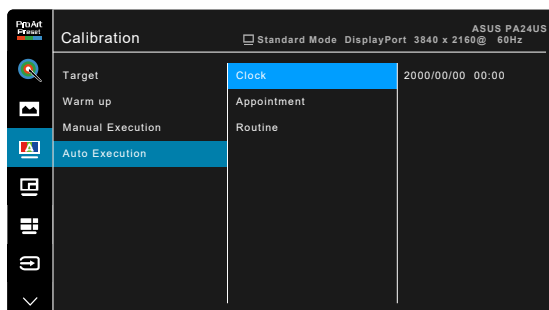 ProArt
Preset
Calibration
ASUS PA24US
Standard Mode DisplayPort 3840 x 2160@ 60Hz
Target
Clock
2000/00/00 00:00
Warm up
Appointment
Manual Execution
Routine
Auto Execution